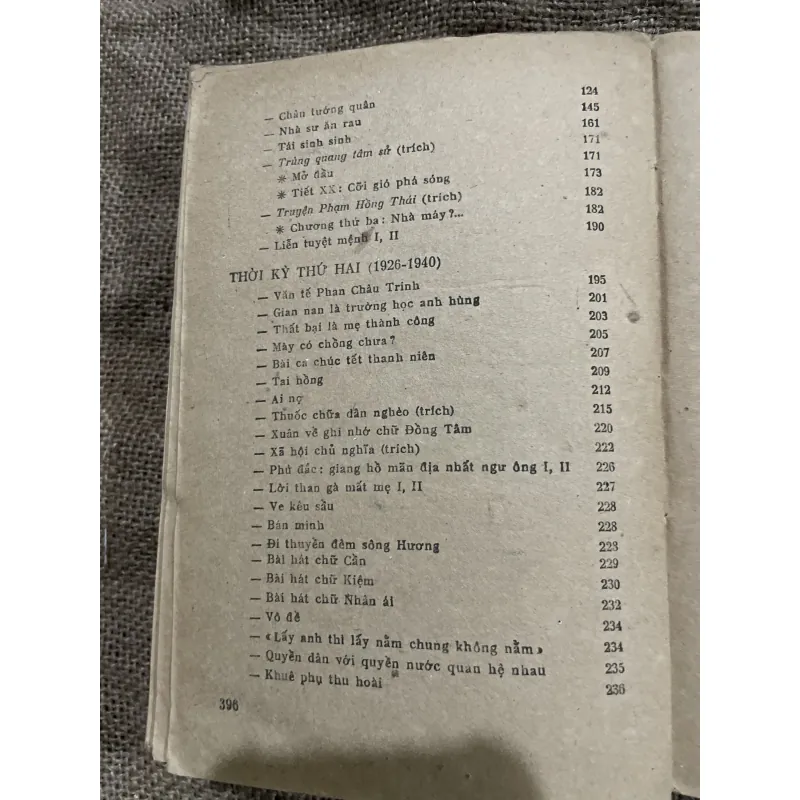 — Chân tướng quân 124
— Nhà sư ăn rau 145
— Tái sinh sinh 161
— Trùng quang tâm sử (trích) 171
* Mở đầu 171
* Tiết XX: Cỡi gió phá sóng 173
— Truyện Phạm Hồng Thái (trích) 182
* Chương thứ ba: Nhà máy?... 182
— Liễn tuyệt mệnh I, II 190
THỜI KỲ THỨ HAI (1926-1940)
— Văn tế Phan Châu Trinh 195
— Gian nan là trường học anh hùng 201
— Thất bại là mẹ thành công 203
— Mày có chồng chưa? 205
— Bài ca chúc tết thanh niên 207
— Tai hồng 209
— Ai nợ 212
— Thuốc chữa dân nghèo (trích) 215
— Xuân về ghi nhớ chữ Đồng Tâm 220
— Xã hội chủ nghĩa (trích) 222
— Phú đắc: giang hồ mãn địa nhất ngư ông I, II 226
— Lời than gà mất mẹ I, II 227
— Ve kêu sầu 228
— Bán mình 228
— Đi thuyền đêm sông Hương 228
— Bài hát chữ Cần 229
— Bài hát chữ Kiệm 230
— Bài hát chữ Nhân ái 232
— Vô đề 234
— «Lấy anh thì lấy nằm chung không nằm» 234
— Quyền dân với quyền nước quan hệ nhau 235
— Khuê phụ thu hoài 236
396